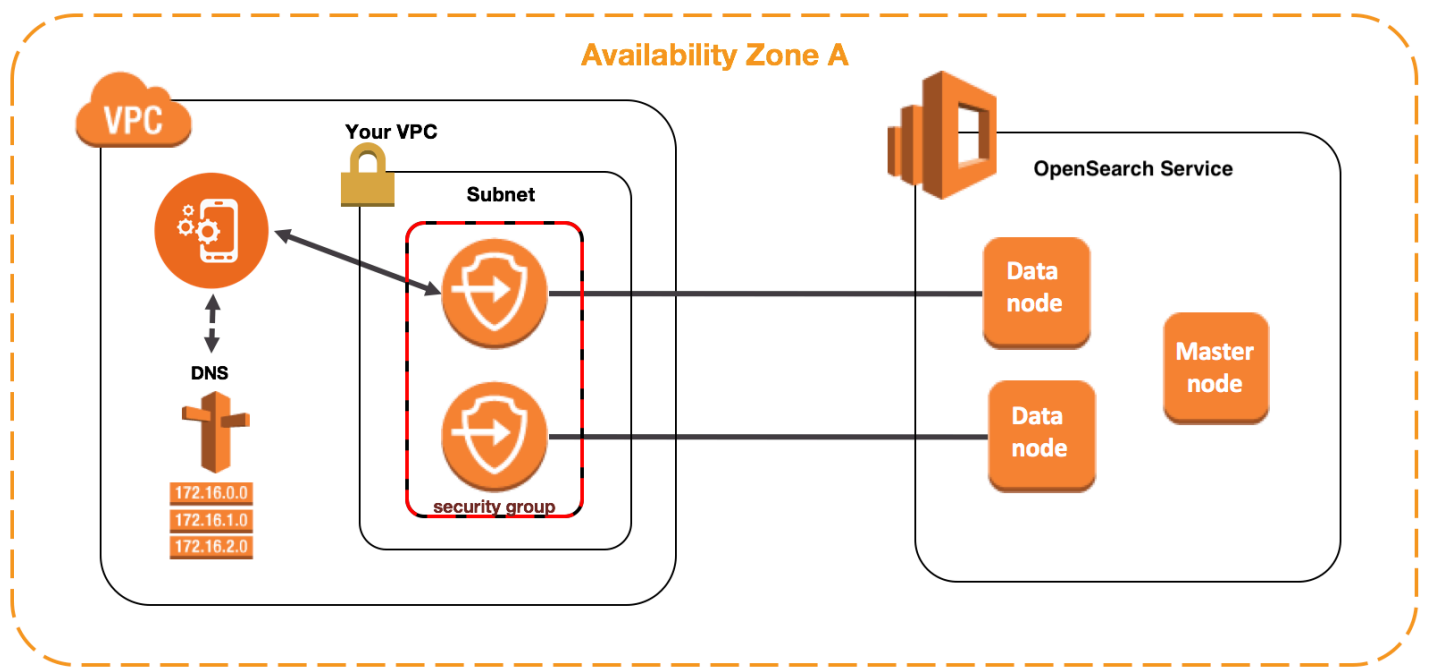 Availability Zone A
VPC
Your VPC
Subnet
security group
DNS
172.16.0.0
172.16.1.0
172.16.2.0
OpenSearch Service
Data
node
Data
node
Master
node